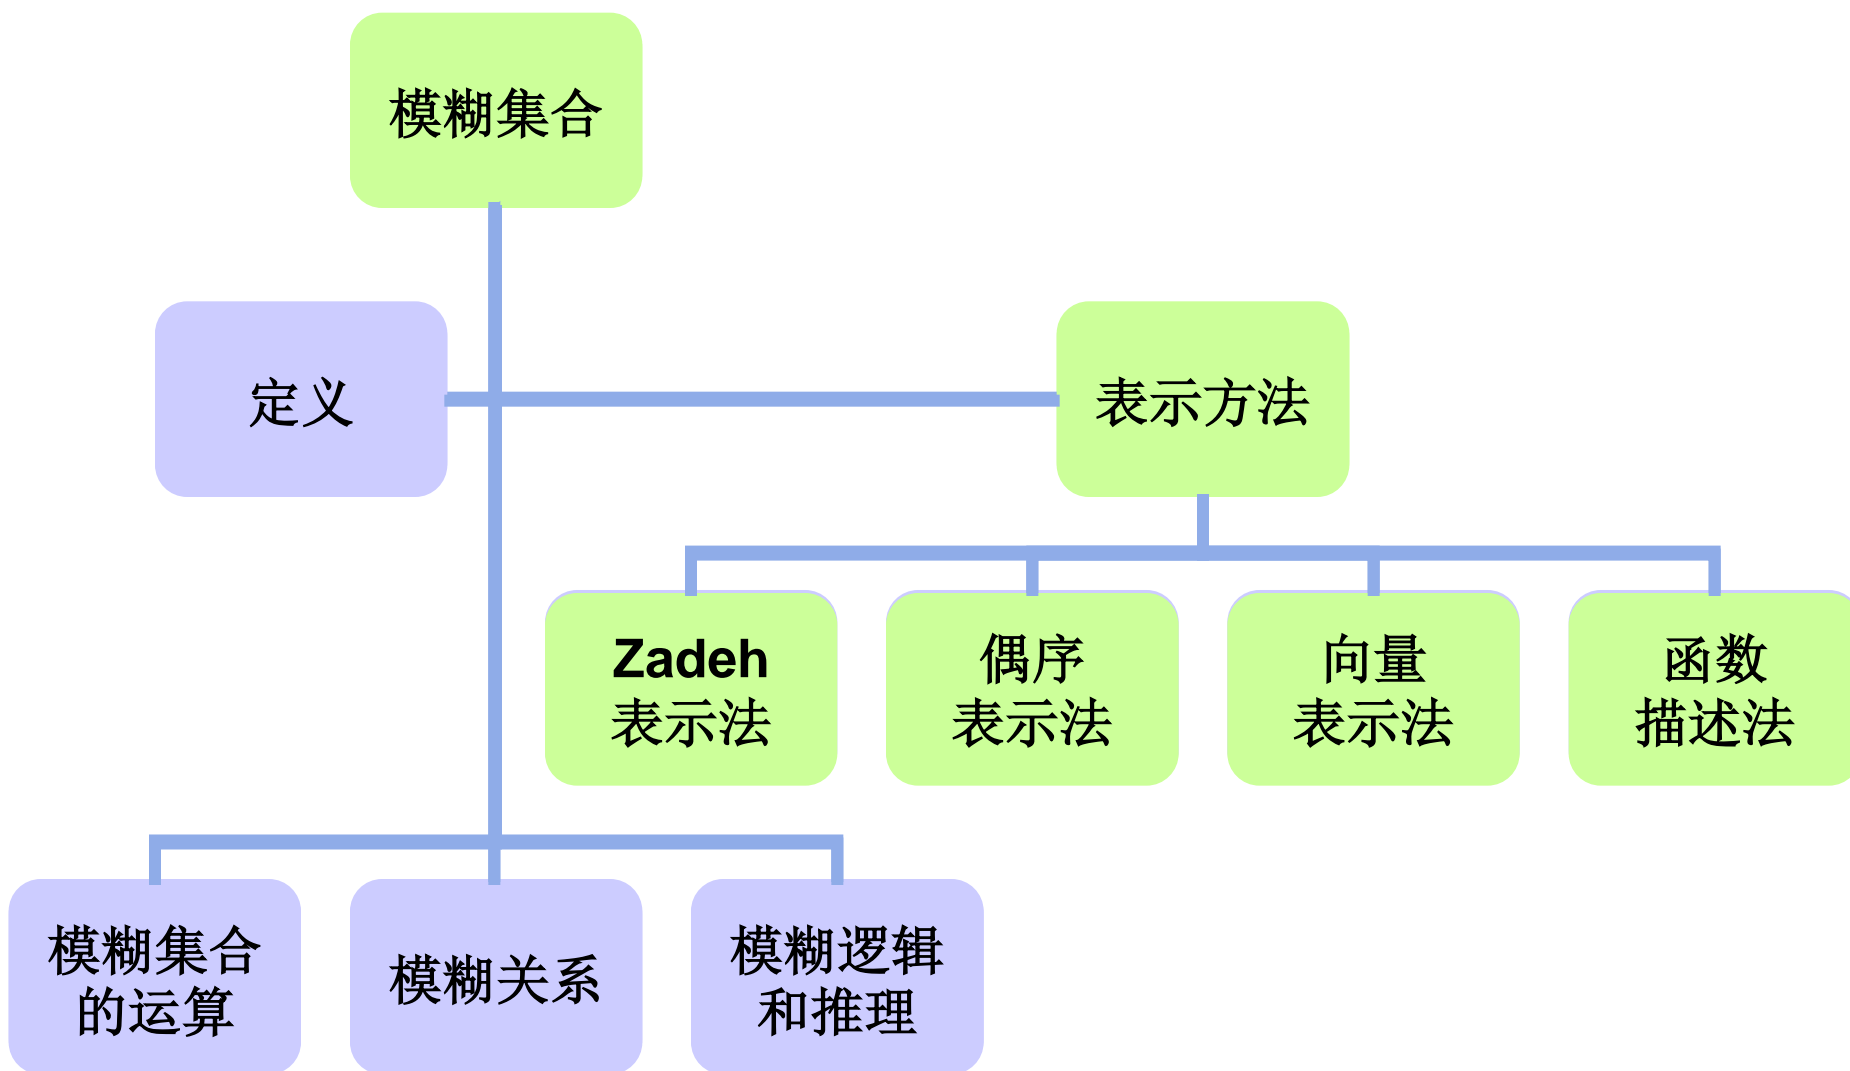 模糊集合
定义
表示方法
Zadeh
表示法
偶序
表示法
向量
表示法
函数
描述法
模糊集合
的运算
模糊关系
模糊逻辑
和推理